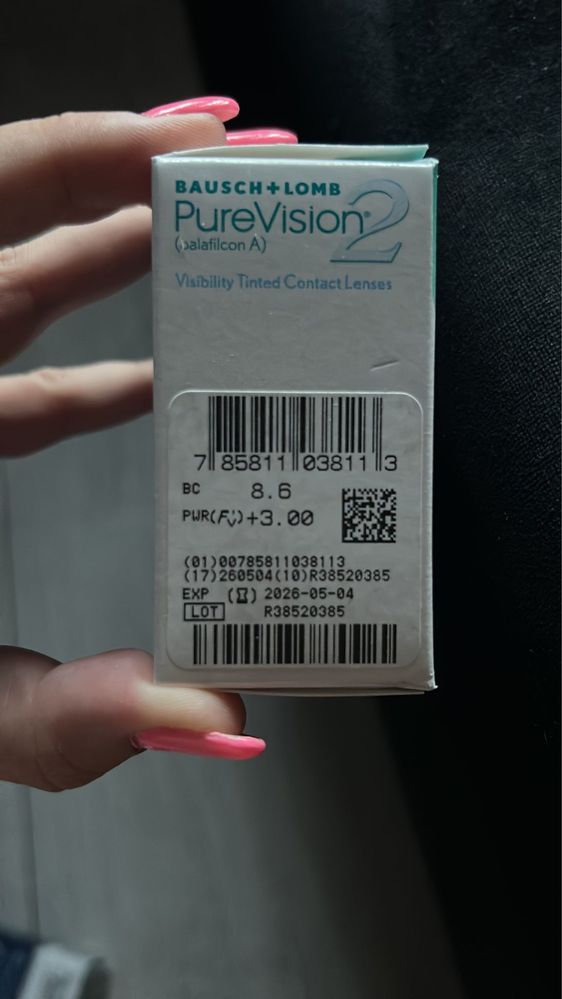 BAUSCH+LOMB
PureVision® 2
(balafilcon A)
Visibility Tinted Contact Lenses
7 85811 03811 3
BC 8.6
PWR(F'v) +3.00
(01)00785811038113
(17)260504(10)R38520385
EXP (⌛) 2026-05-04
LOT R38520385